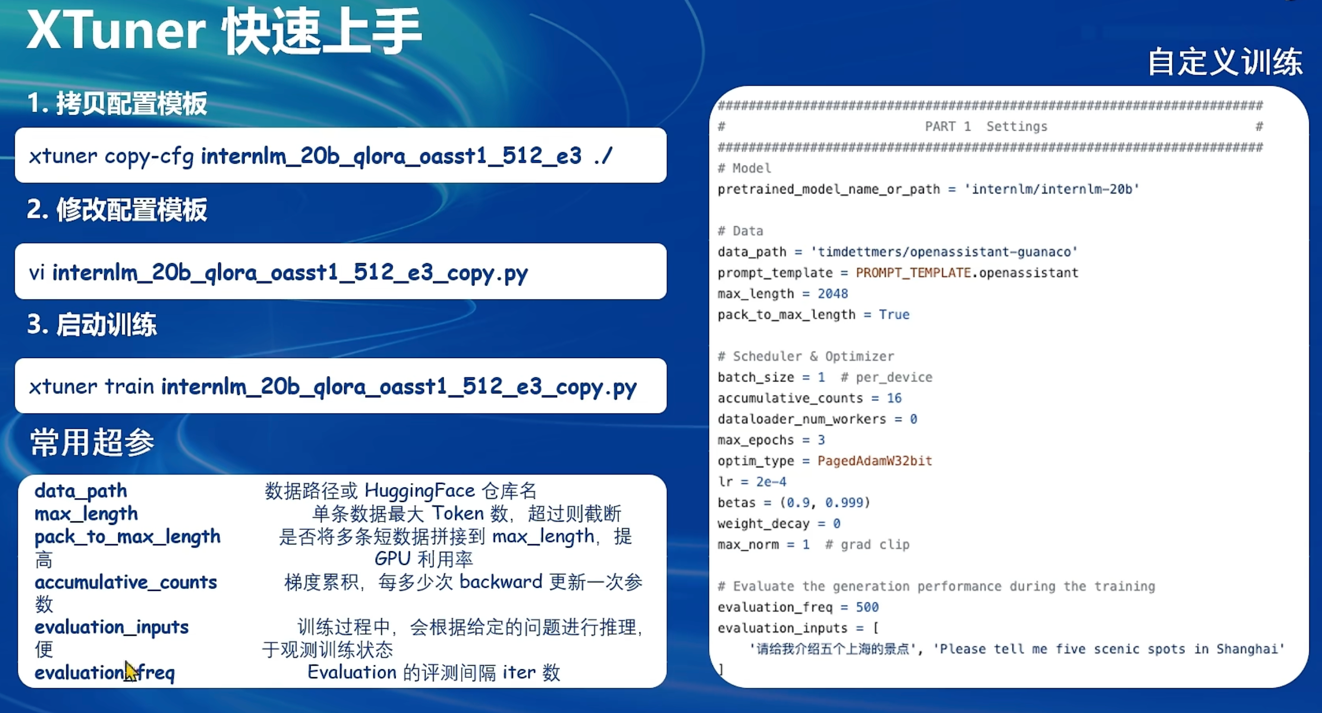 XTuner 快速上手
1. 拷贝配置模板
xtuner copy-cfg internlm_20b_qlora_oasst1_512_e3 ./
2. 修改配置模板
vi internlm_20b_qlora_oasst1_512_e3_copy.py
3. 启动训练
xtuner train internlm_20b_qlora_oasst1_512_e3_copy.py
常用超参
data_path 数据路径或 HuggingFace 仓库名
max_length 单条数据最大 Token 数，超过则截断
pack_to_max_length 是否将多条短数据拼接到 max_length，提
高 GPU 利用率
accumulative_counts 梯度累积，每多少次 backward 更新一次参
数
evaluation_inputs 训练过程中，会根据给定的问题进行推理，
便 于观测训练状态
evaluation_freq Evaluation 的评测间隔 iter 数
自定义训练
#######################################################################
# PART 1 Settings #
#######################################################################
# Model
pretrained_model_name_or_path = 'internlm/internlm-20b'
# Data
data_path = 'timdettmers/openassistant-guanaco'
prompt_template = PROMPT_TEMPLATE.openassistant
max_length = 2048
pack_to_max_length = True
# Scheduler & Optimizer
batch_size = 1 # per_device
accumulative_counts = 16
dataloader_num_workers = 0
max_epochs = 3
optim_type = PagedAdamW32bit
lr = 2e-4
betas = (0.9, 0.999)
weight_decay = 0
max_norm = 1 # grad clip
# Evaluate the generation performance during the training
evaluation_freq = 500
evaluation_inputs = [
'请给我介绍五个上海的景点', 'Please tell me five scenic spots in Shanghai'
]